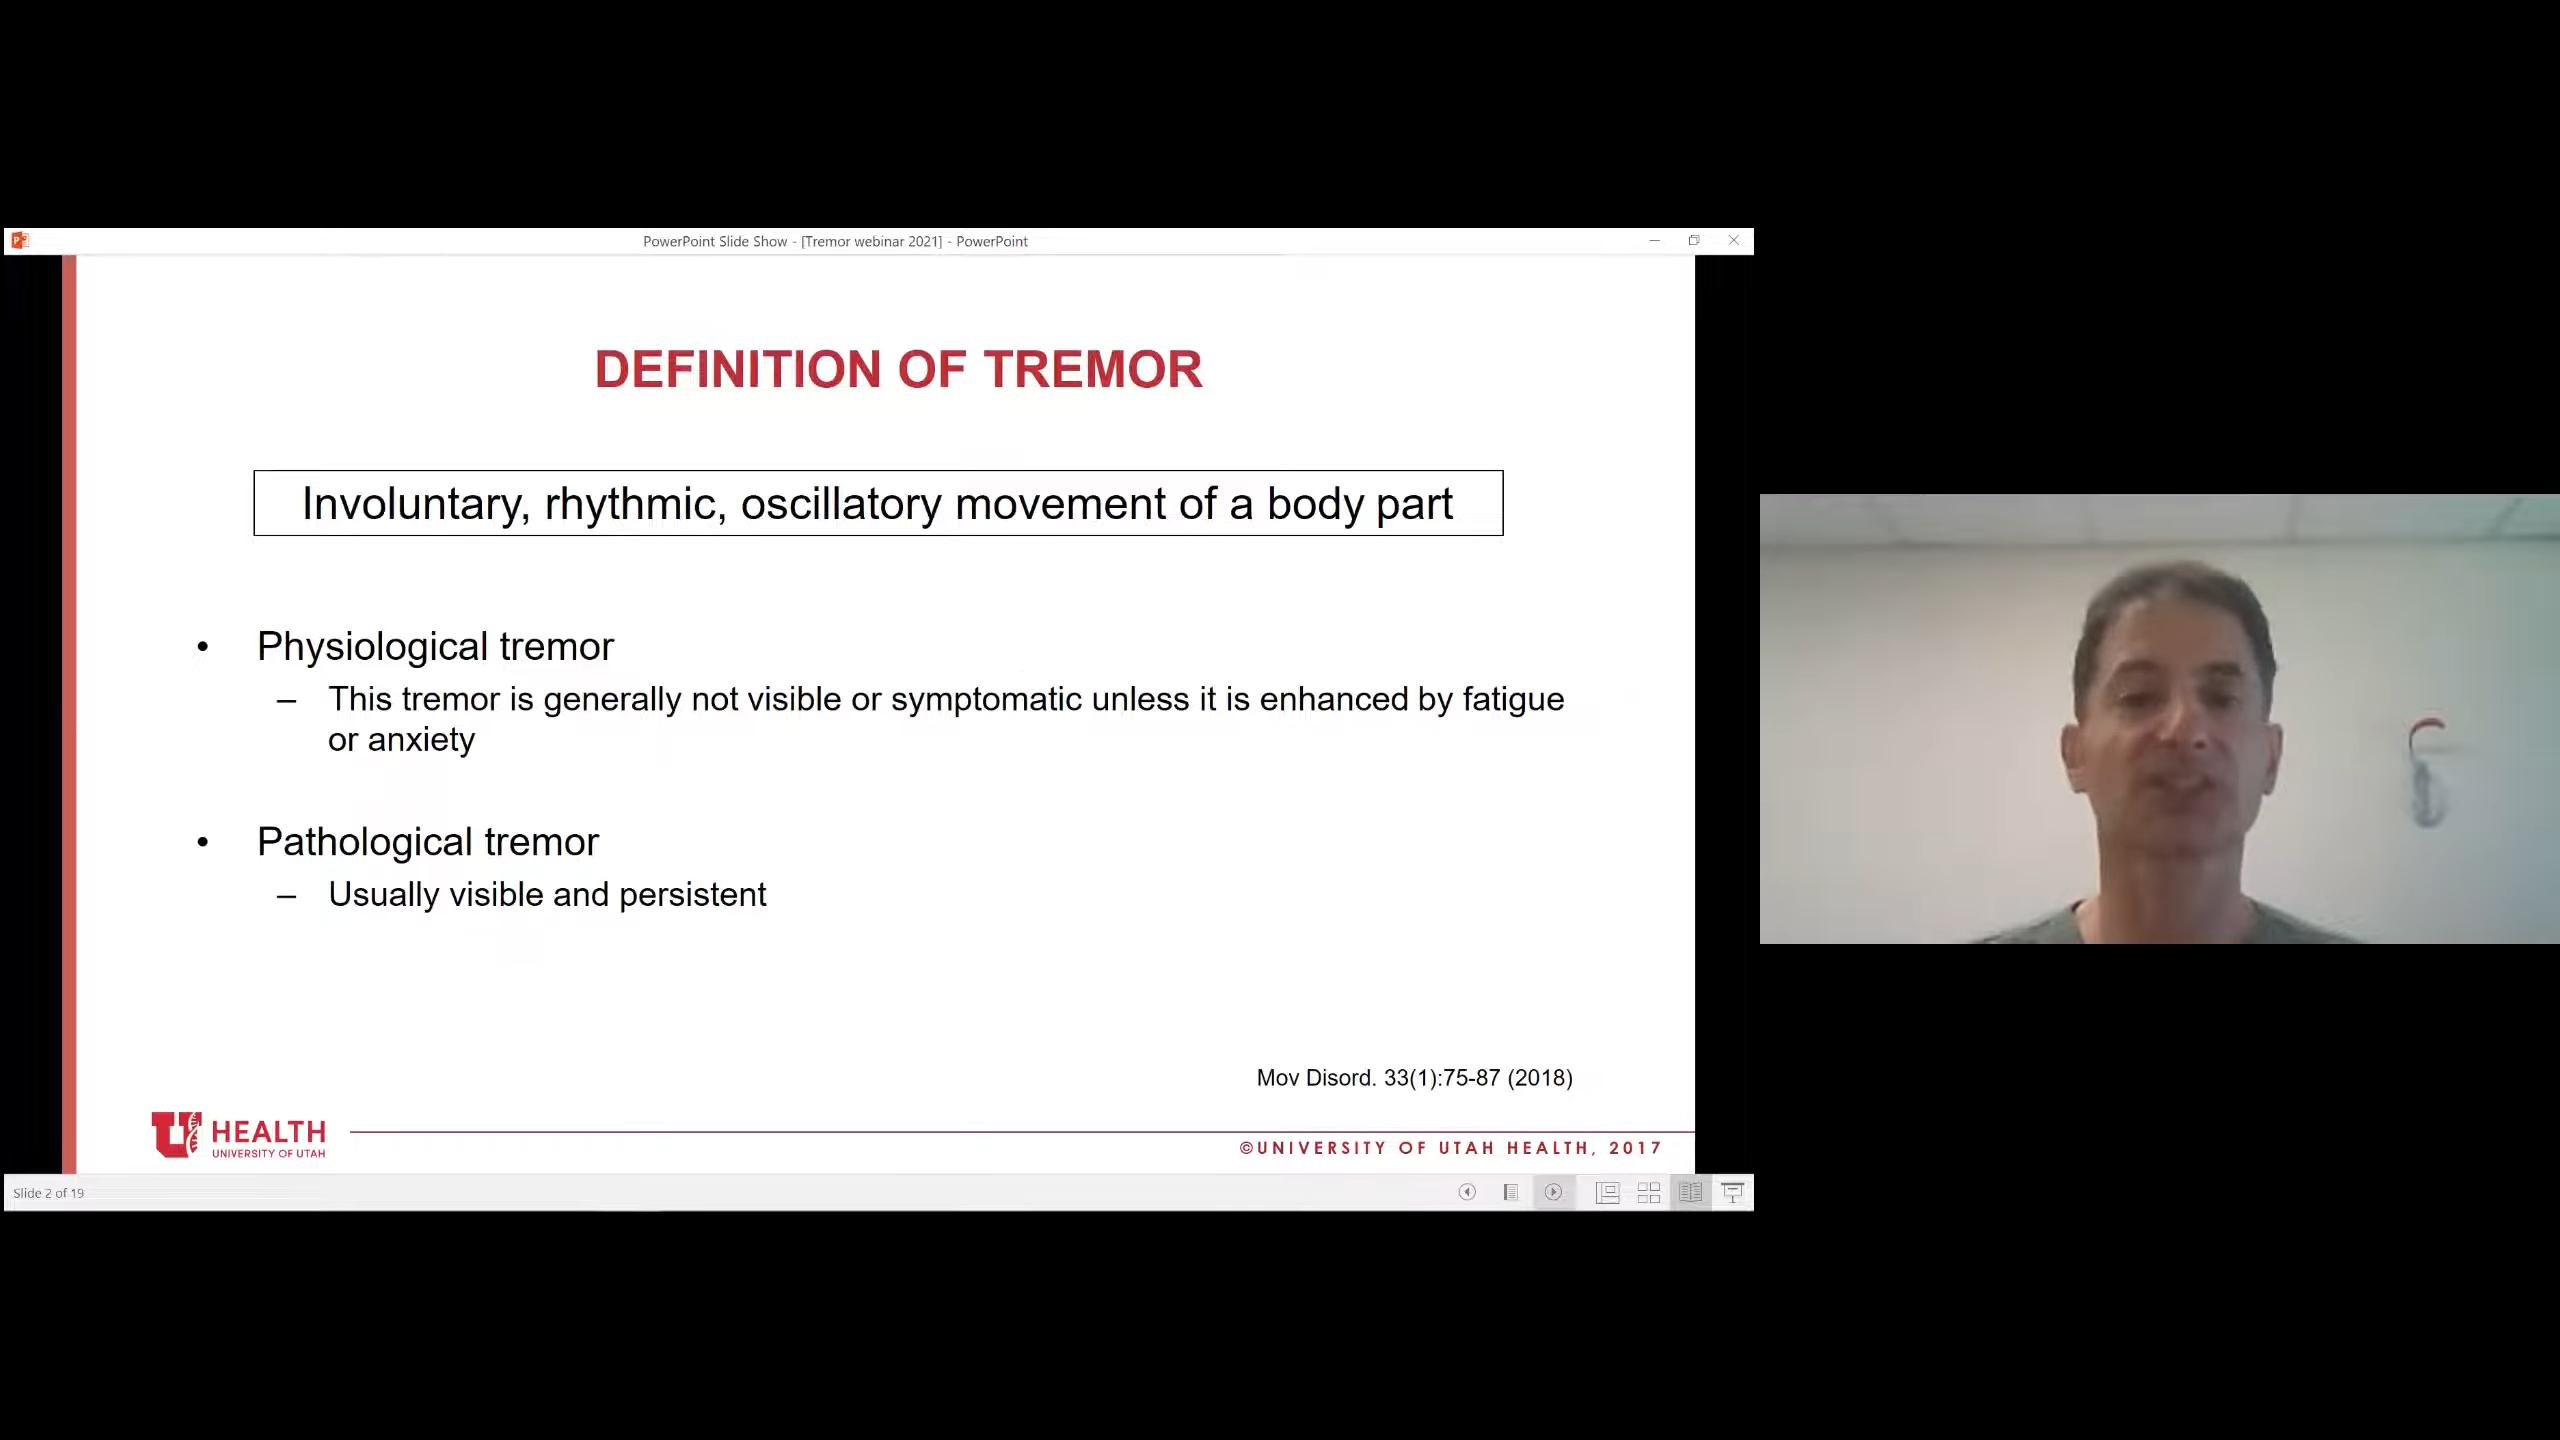 PowerPoint Slide Show - [Tremor webinar 2021] - PowerPoint
DEFINITION OF TREMOR
Involuntary, rhythmic, oscillatory movement of a body part
• Physiological tremor
– This tremor is generally not visible or symptomatic unless it is enhanced by fatigue
or anxiety
• Pathological tremor
– Usually visible and persistent
Mov Disord. 33(1):75-87 (2018)
U HEALTH
UNIVERSITY OF UTAH
©UNIVERSITY OF UTAH HEALTH, 2017
Slide 2 of 19